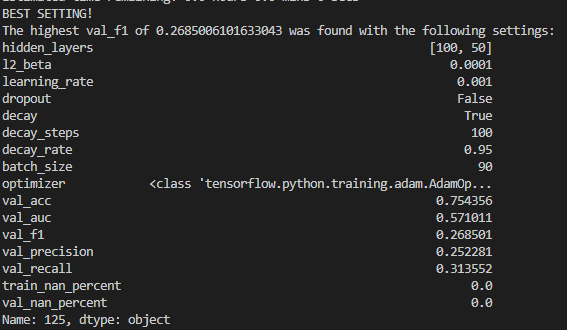 BEST SETTING!
The highest val_f1 of 0.2685006101633043 was found with the following settings:
hidden_layers [100, 50]
l2_beta 0.0001
learning_rate 0.001
dropout False
decay True
decay_steps 100
decay_rate 0.95
batch_size 90
optimizer <class 'tensorflow.python.training.adam.AdamOp...
val_acc 0.754356
val_auc 0.571011
val_f1 0.268501
val_precision 0.252281
val_recall 0.313552
train_nan_percent 0.0
val_nan_percent 0.0
Name: 125, dtype: object